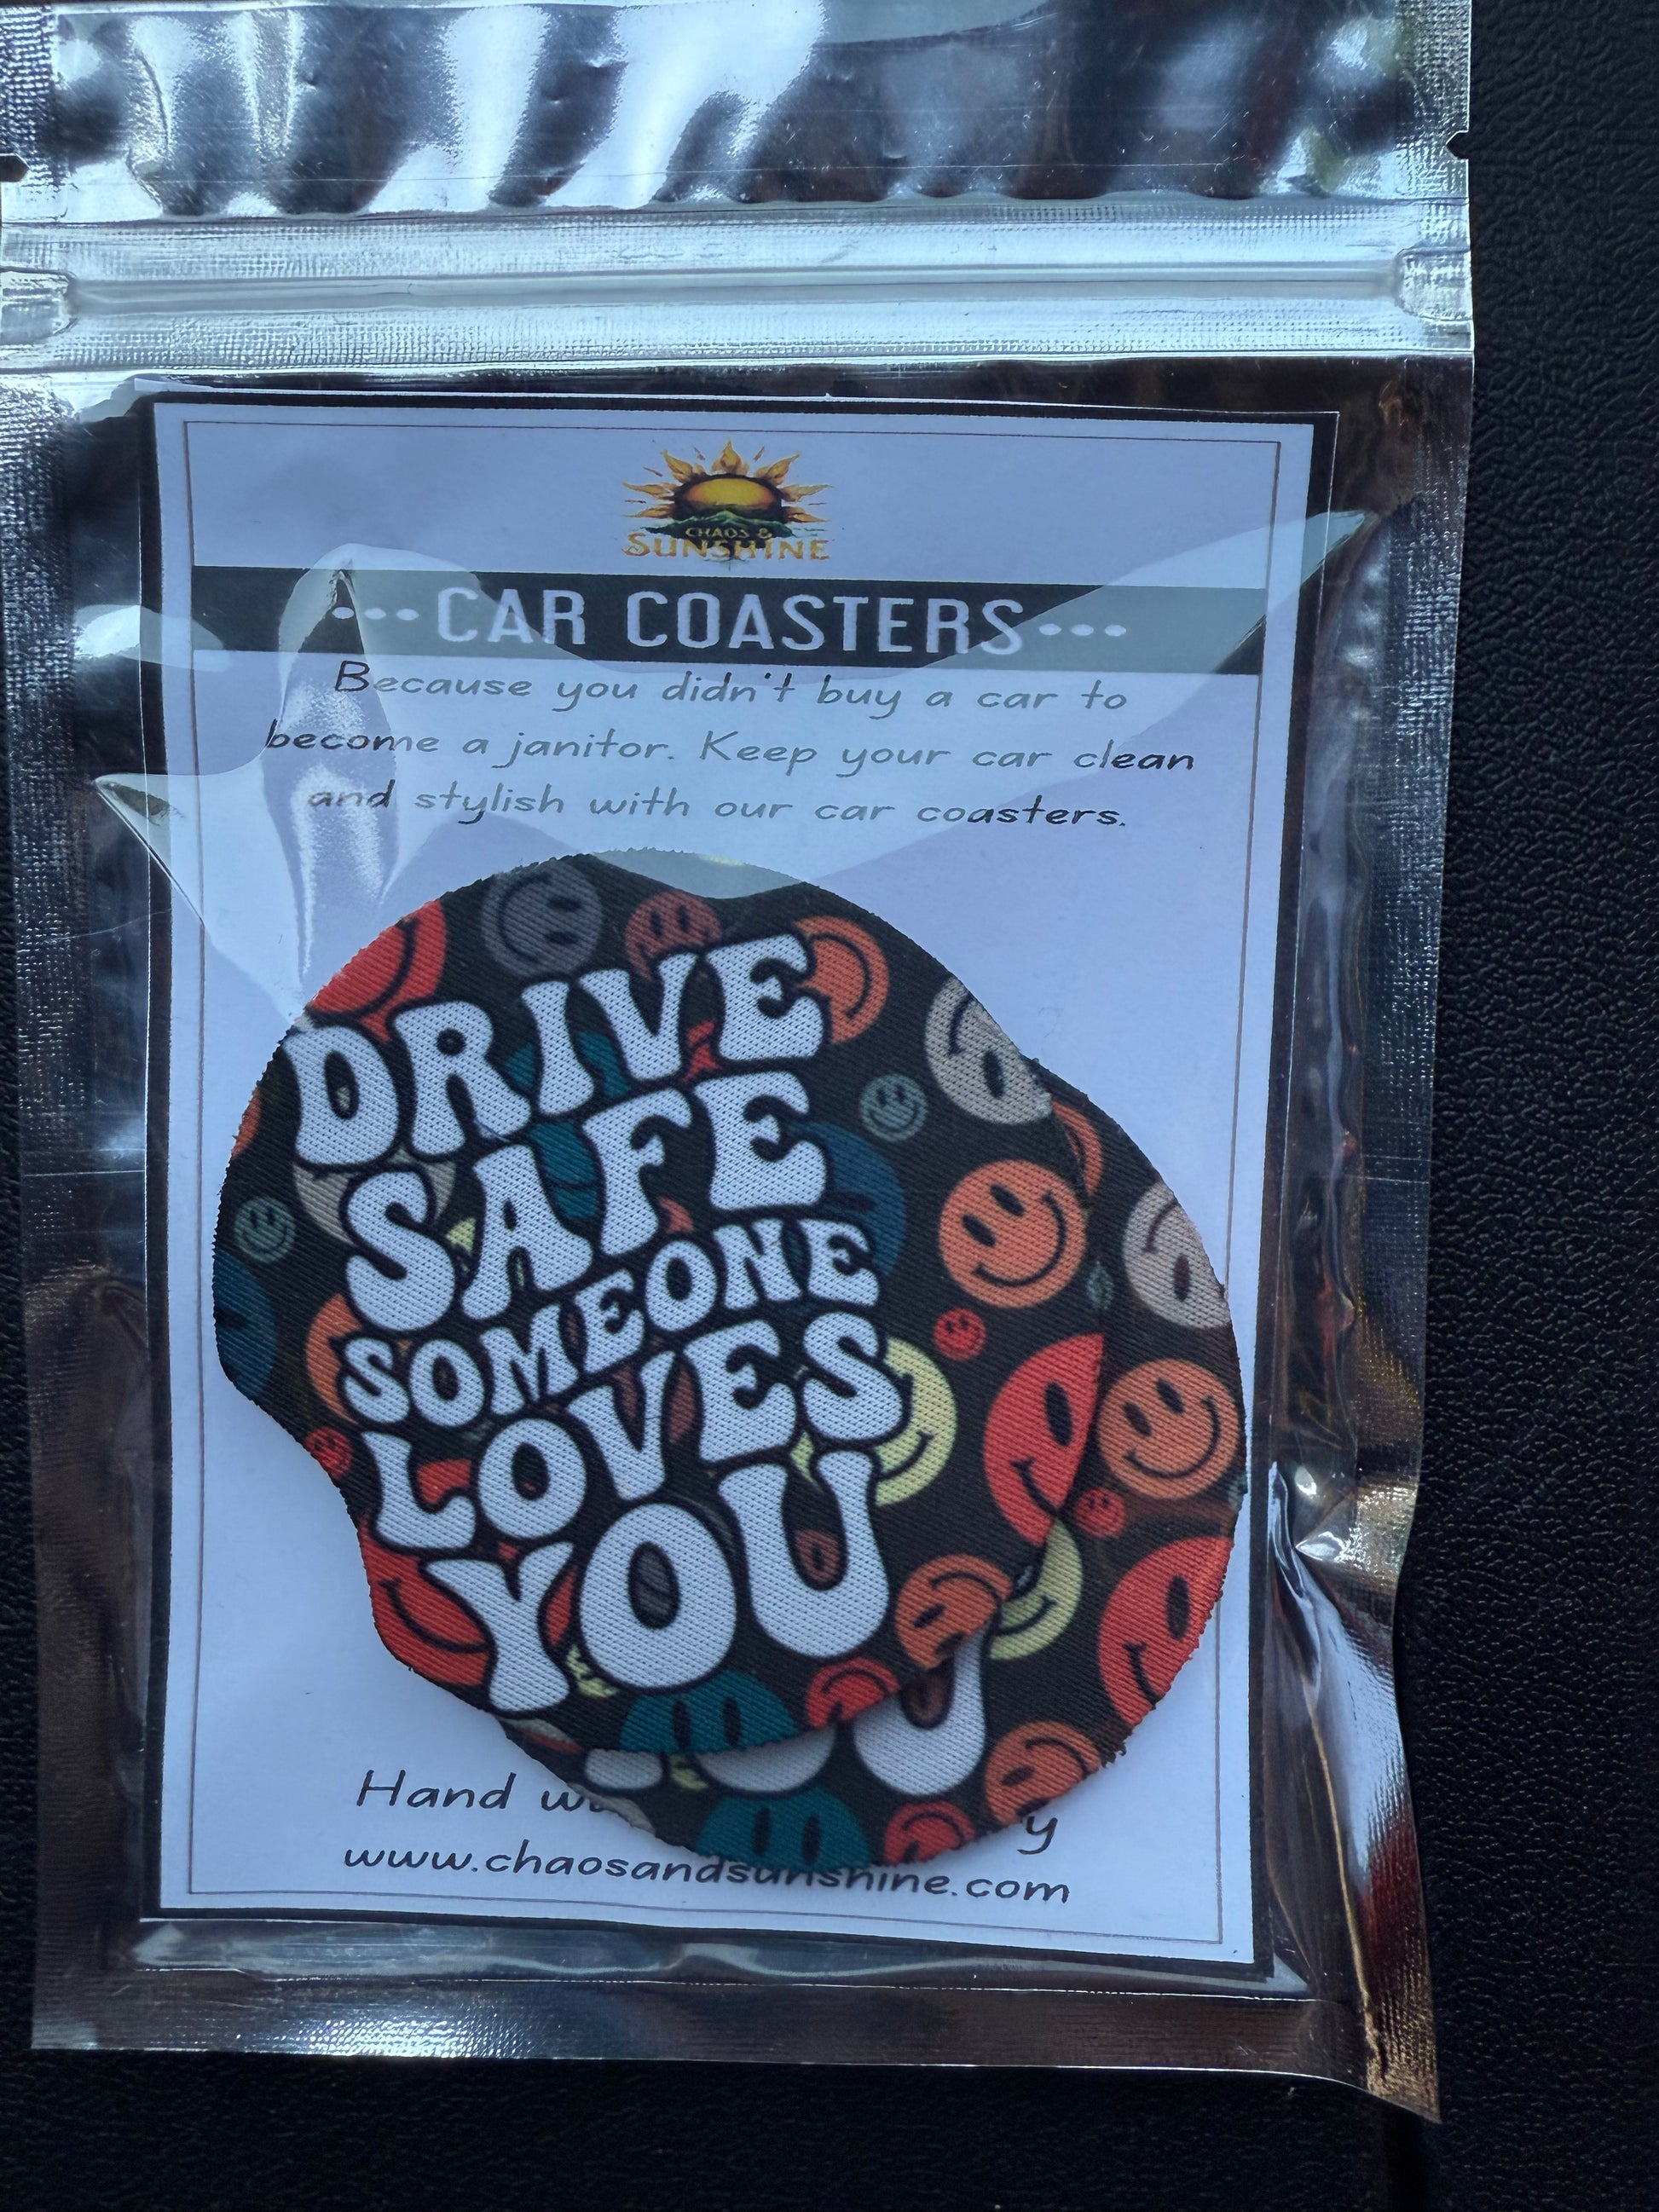 CHAOS &
SUNSHINE
•••CAR COASTERS•••
Because you didn't buy a car to
become a janitor. Keep your car clean
and stylish with our car coasters.
DRIVE
SAFE
SOMEONE
LOVES
YOU
Hand
www.chaosandsunshine.com